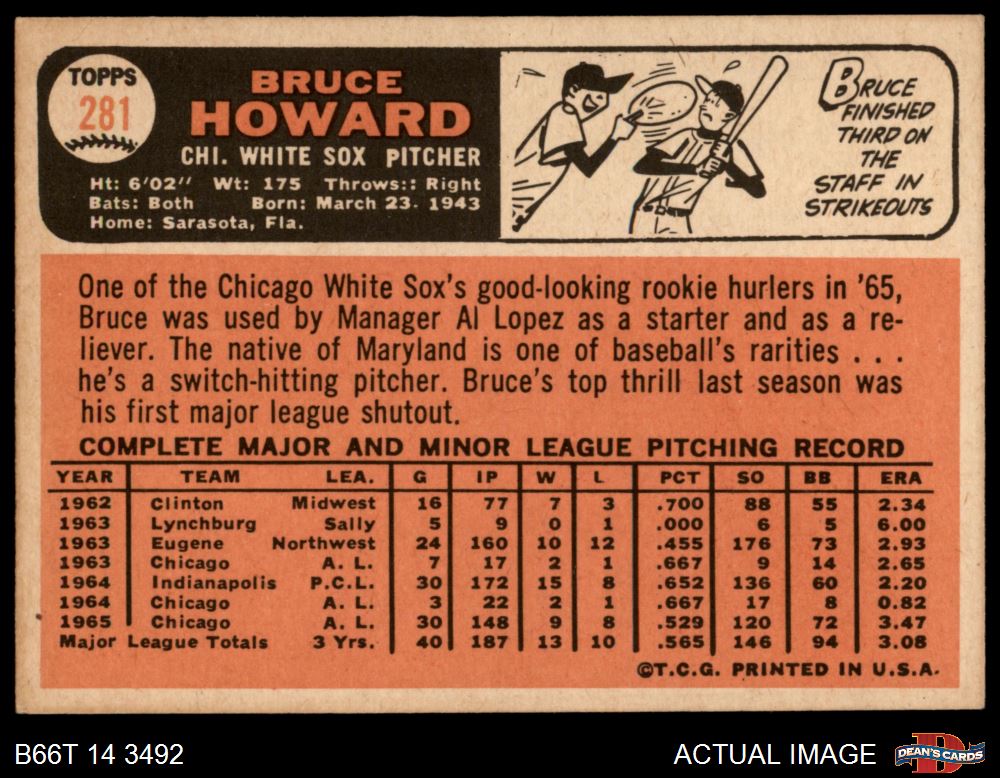 TOPPS
281
BRUCE
HOWARD
CHI. WHITE SOX PITCHER
Ht: 6'02" Wt: 175 Throws:: Right
Bats: Both Born: March 23. 1943
Home: Sarasota, Fla.
BRUCE
FINISHED
THIRD ON
THE
STAFF IN
STRIKEOUTS
One of the Chicago White Sox's good-looking rookie hurlers in '65,
Bruce was used by Manager Al Lopez as a starter and as a re-
liever. The native of Maryland is one of baseball's rarities . . .
he's a switch-hitting pitcher. Bruce's top thrill last season was
his first major league shutout.
COMPLETE MAJOR AND MINOR LEAGUE PITCHING RECORD
YEAR TEAM LEA. G IP W L PCT SO BB ERA
1962 Clinton Midwest 16 77 7 3 .700 88 55 2.34
1963 Lynchburg Sally 5 9 0 1 .000 6 5 6.00
1963 Eugene Northwest 24 160 10 12 .455 176 73 2.93
1963 Chicago A. L. 7 17 2 1 .667 9 14 2.65
1964 Indianapolis P.C.L. 30 172 15 8 .652 136 60 2.20
1964 Chicago A. L. 3 22 2 1 .667 17 8 0.82
1965 Chicago A. L. 30 148 9 8 .529 120 72 3.47
Major League Totals 3 Yrs. 40 187 13 10 .565 146 94 3.08
©T.C.G. PRINTED IN U.S.A.
B66T 14 3492
ACTUAL IMAGE
DEAN'S CARDS